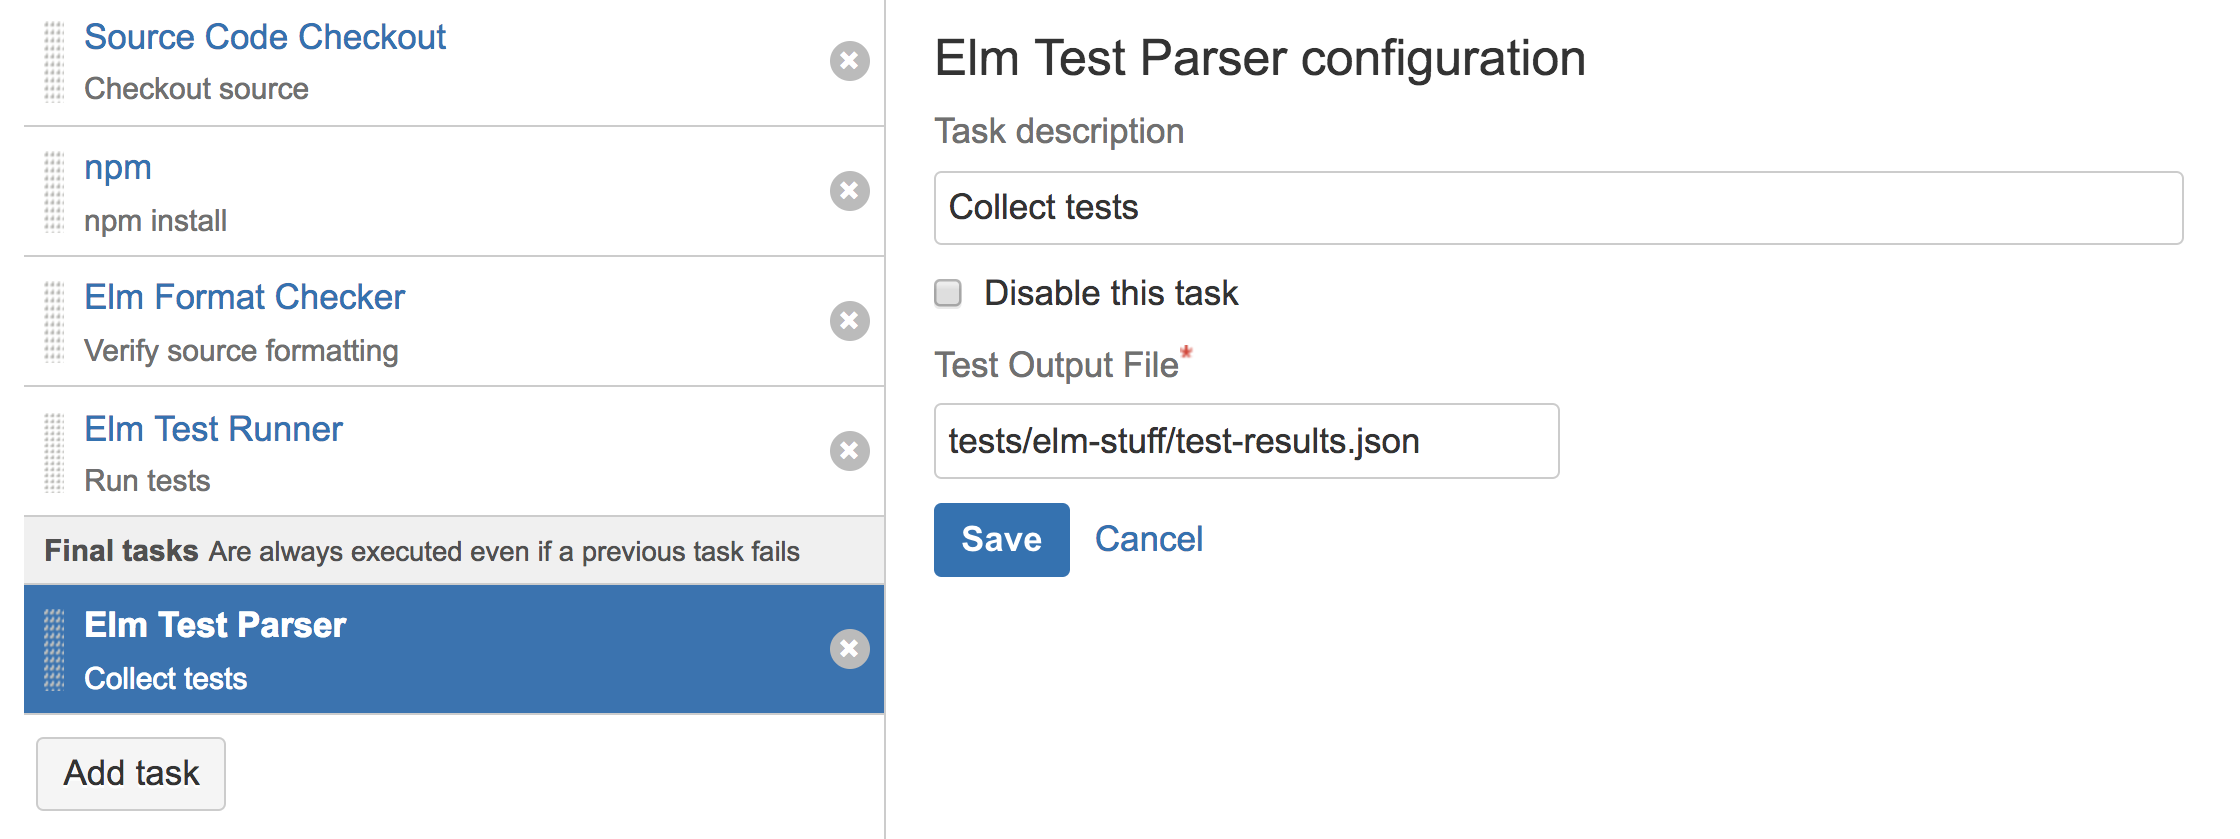 Source Code Checkout
Checkout source
npm
npm install
Elm Format Checker
Verify source formatting
Elm Test Runner
Run tests
Final tasks Are always executed even if a previous task fails
Elm Test Parser
Collect tests
Add task
Elm Test Parser configuration
Task description
Collect tests
Disable this task
Test Output File*
tests/elm-stuff/test-results.json
Save Cancel